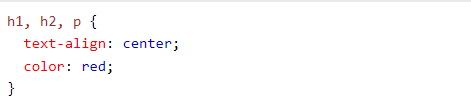 h1, h2, p {
  text-align: center;
  color: red;
}